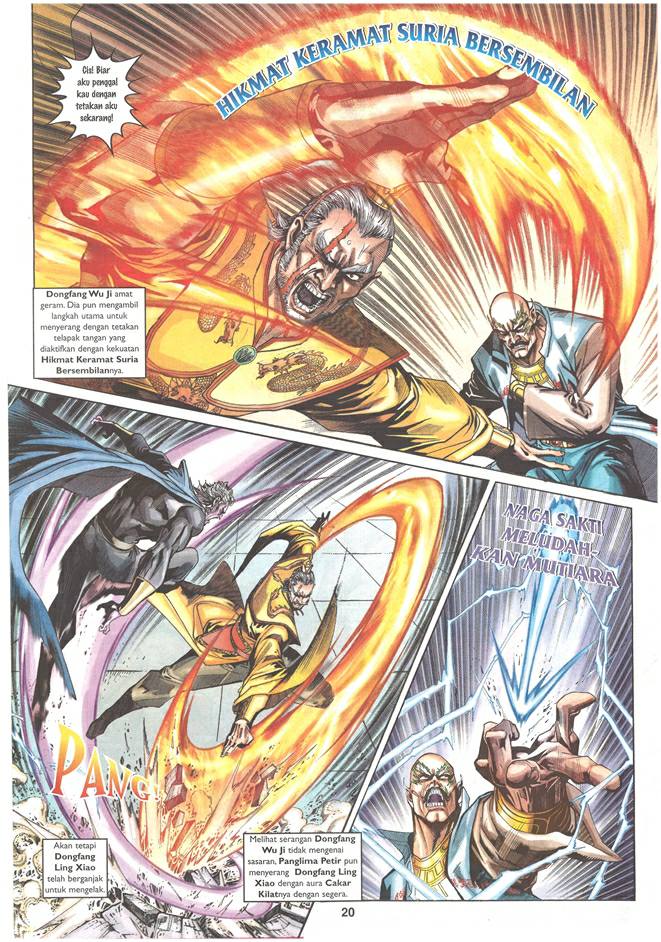 Cis! Biar
aku penggal
kau dengan
tetakan aku
sekarang!
HIKMAT KERAMAT SURIA BERSEMBILAN
Dongfang Wu Ji amat
geram. Dia pun mengambil
langkah utama untuk
menyerang dengan tetakan
telapak tangan yang
diaktifkan dengan kekuatan
Hikmat Keramat Suria
Bersembilannya.
NAGA SAKTI
MELUDAH-
KAN MUTIARA
PANG!
Akan tetapi
Dongfang
Ling Xiao
telah berganjak
untuk mengelak.
Melihat serangan Dongfang
Wu Ji tidak mengenai
sasaran, Panglima Petir pun
menyerang Dongfang Ling
Xiao dengan aura Cakar
Kilatnya dengan segera.
20